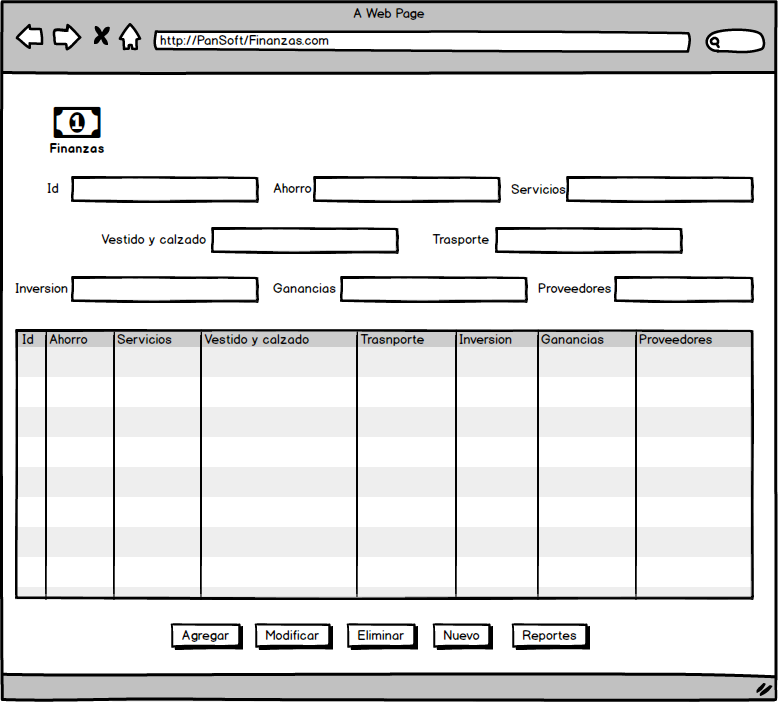 A Web Page
http://PanSoft/Finanzas.com
1
Finanzas
Id Ahorro Servicios
Vestido y calzado Trasporte
Inversion Ganancias Proveedores
Id Ahorro Servicios Vestido y calzado Trasnporte Inversion Ganancias Proveedores
Agregar Modificar Eliminar Nuevo Reportes